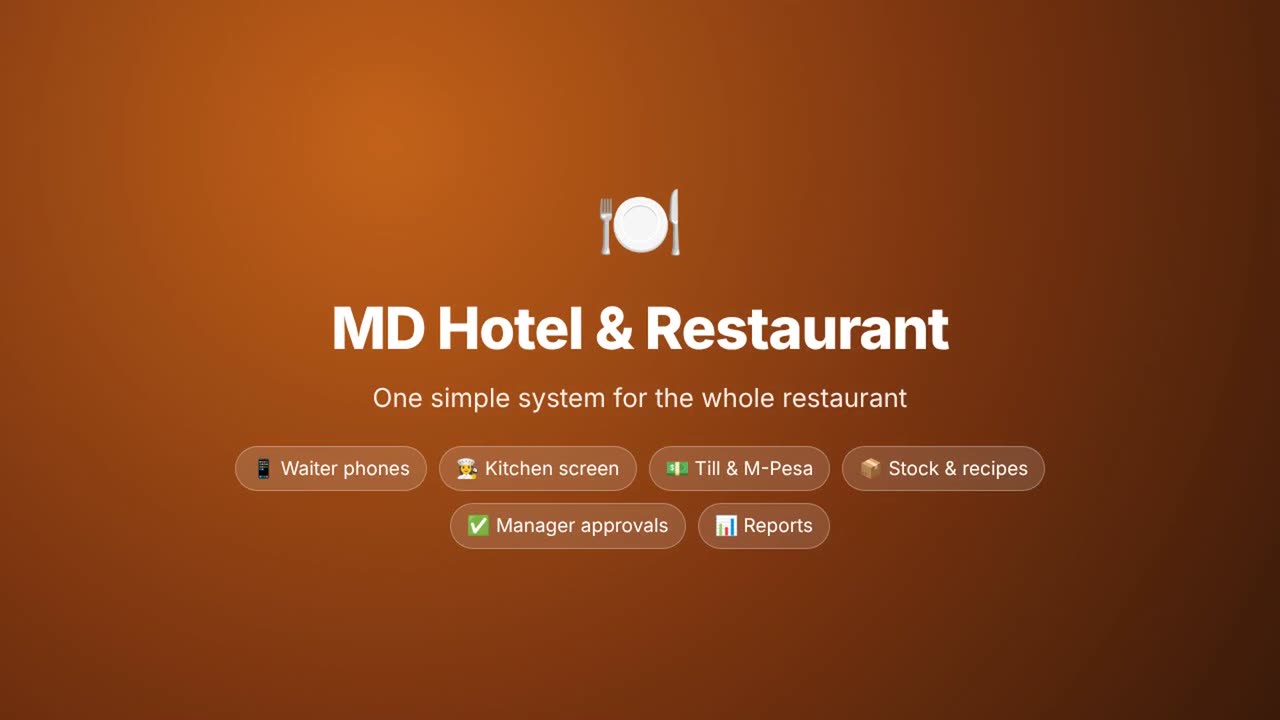 MD Hotel & Restaurant
One simple system for the whole restaurant
Waiter phones
Kitchen screen
Till & M-Pesa
Stock & recipes
Manager approvals
Reports